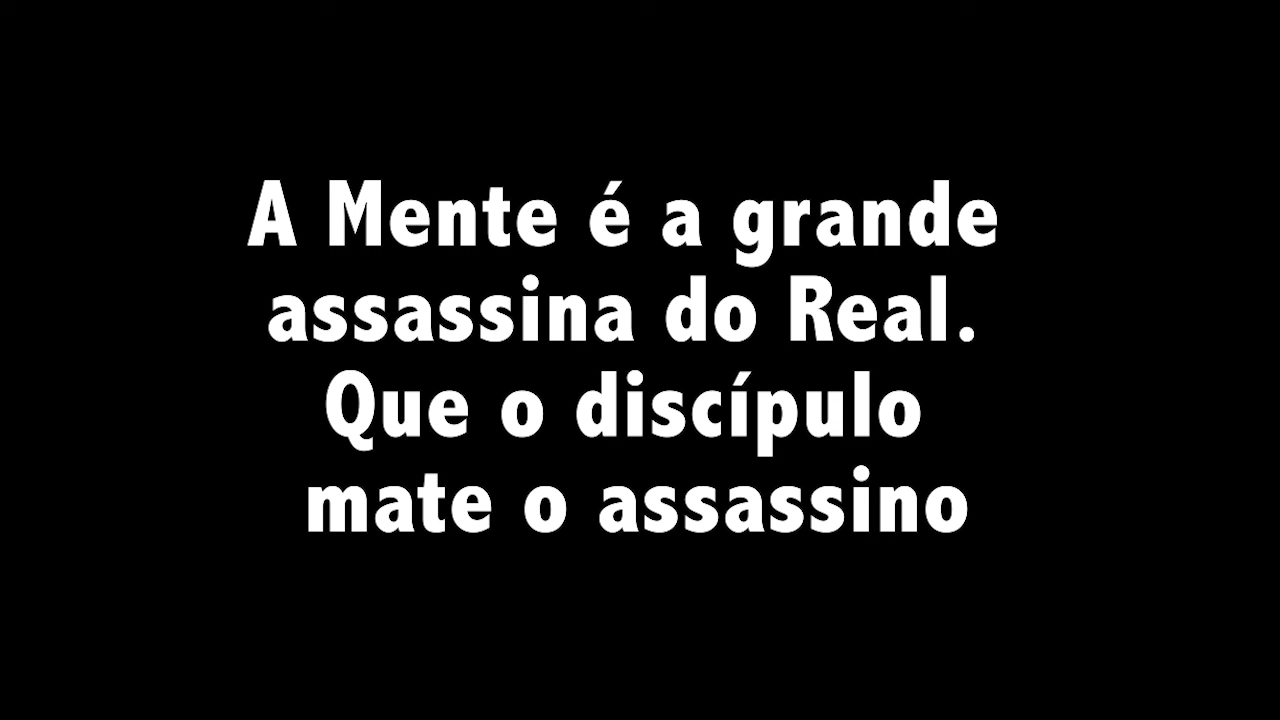 A Mente é a grande
assassina do Real.
Que o discípulo
mate o assassino